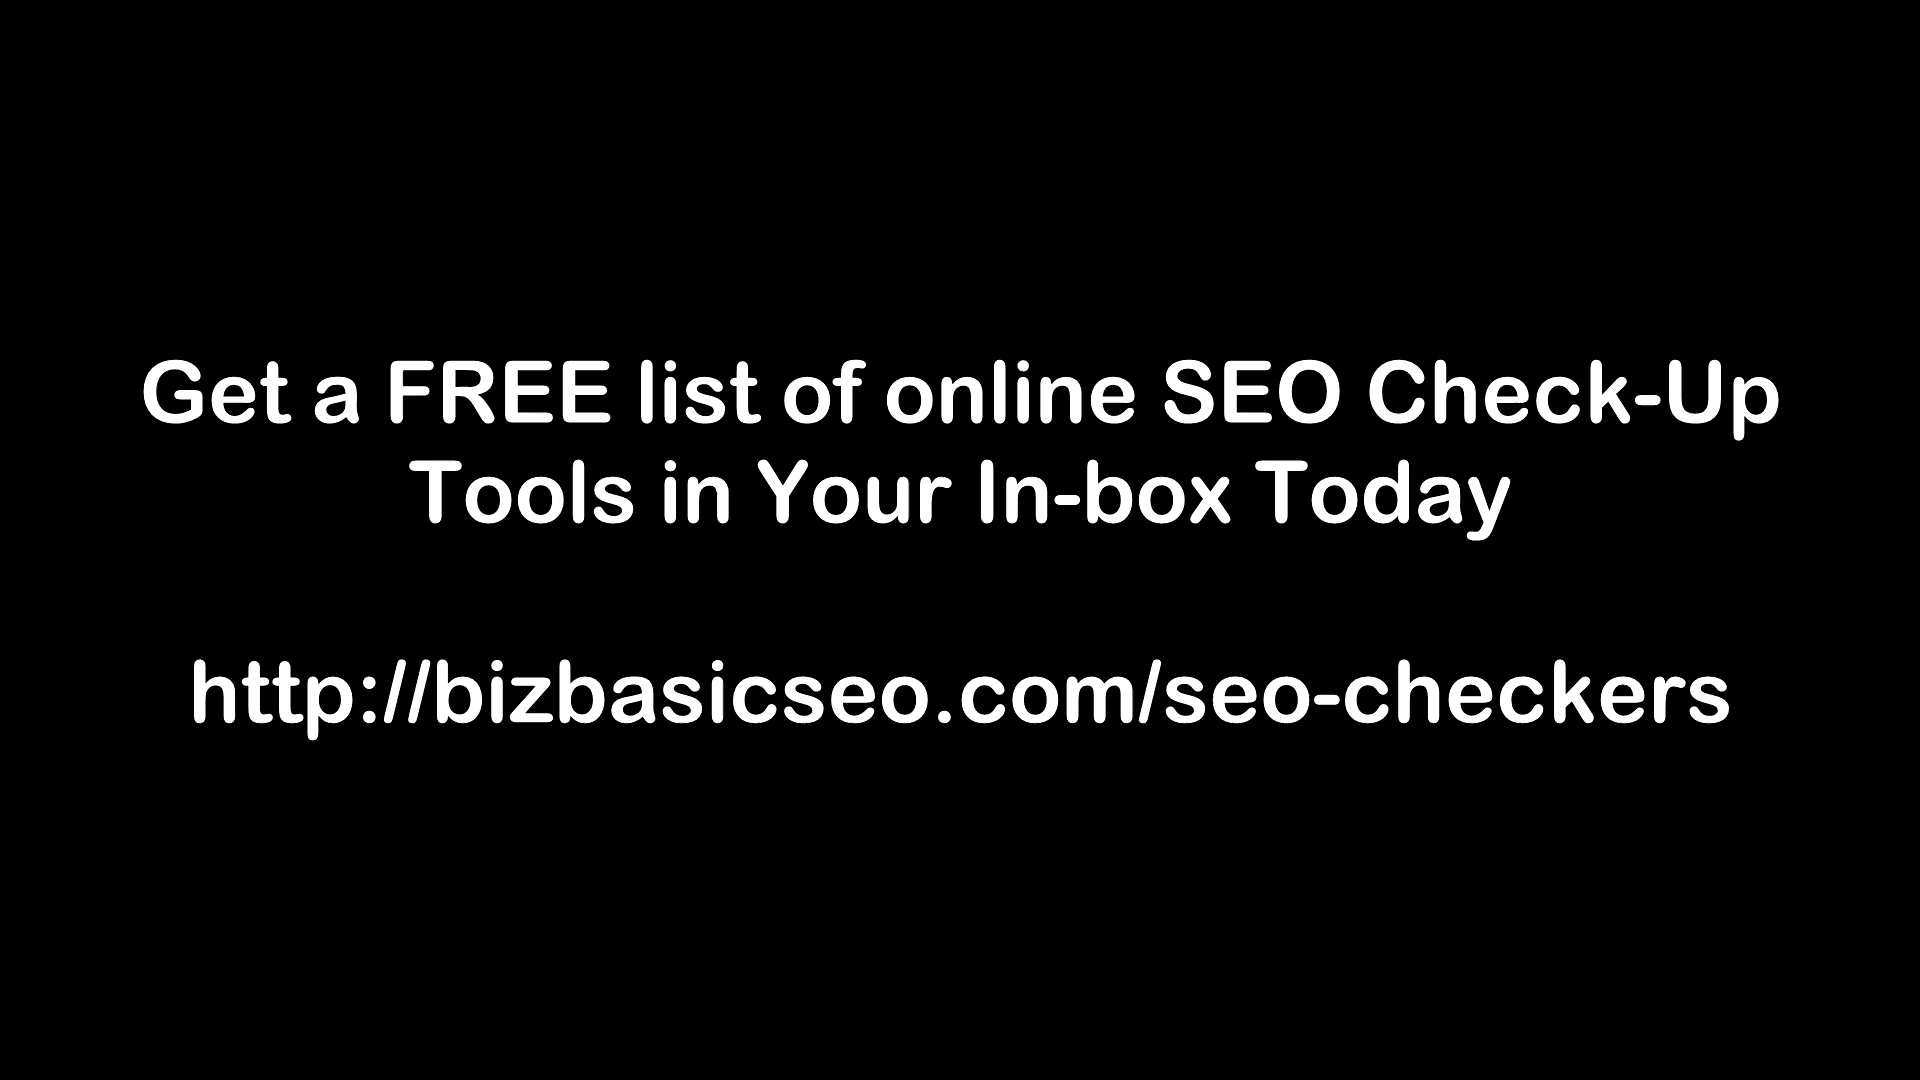 Get a FREE list of online SEO Check-Up
Tools in Your In-box Today
http://bizbasicseo.com/seo-checkers